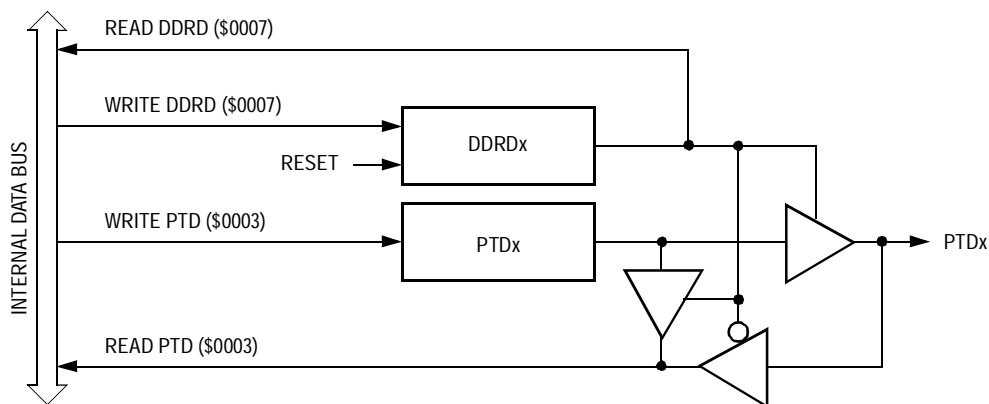 READ DDRD ($0007)
WRITE DDRD ($0007)
DDRDx
RESET
WRITE PTD ($0003)
PTDx
PTDx
READ PTD ($0003)
INTERNAL DATA BUS